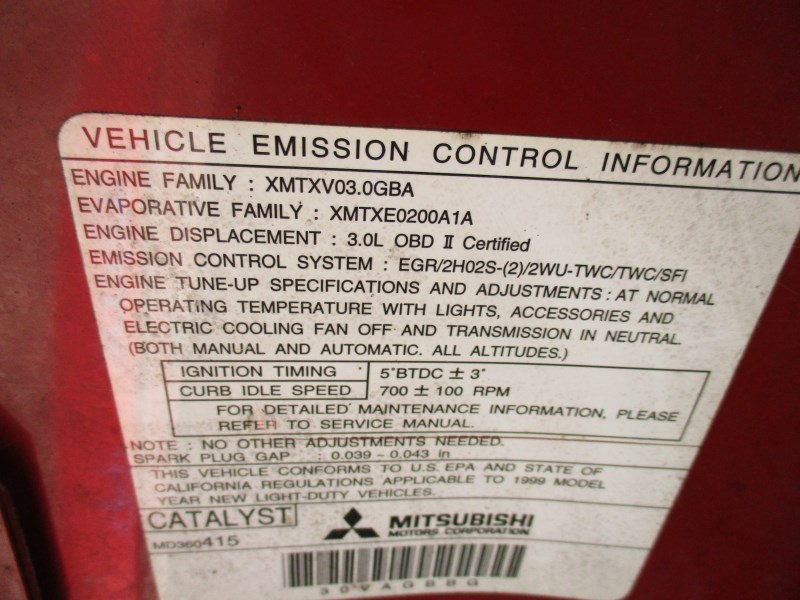 VEHICLE EMISSION CONTROL INFORMATION
ENGINE FAMILY : XMTXV03.0GBA
EVAPORATIVE FAMILY : XMTXE0200A1A
ENGINE DISPLACEMENT : 3.0L OBD II Certified
EMISSION CONTROL SYSTEM : EGR/2HO2S-(2)/2WU-TWC/TWC/SFI
ENGINE TUNE-UP SPECIFICATIONS AND ADJUSTMENTS : AT NORMAL
OPERATING TEMPERATURE WITH LIGHTS, ACCESSORIES AND
ELECTRIC COOLING FAN OFF AND TRANSMISSION IN NEUTRAL.
(BOTH MANUAL AND AUTOMATIC. ALL ALTITUDES.)
IGNITION TIMING 5°BTDC ± 3°
CURB IDLE SPEED 700 ± 100 RPM
FOR DETAILED MAINTENANCE INFORMATION, PLEASE
REFER TO SERVICE MANUAL.
NOTE : NO OTHER ADJUSTMENTS NEEDED.
SPARK PLUG GAP : 0.039 ~ 0.043 in
THIS VEHICLE CONFORMS TO U.S. EPA AND STATE OF
CALIFORNIA REGULATIONS APPLICABLE TO 1999 MODEL
YEAR NEW LIGHT-DUTY VEHICLES.
CATALYST
MITSUBISHI
MOTORS CORPORATION
MD360415
30VAGBBG